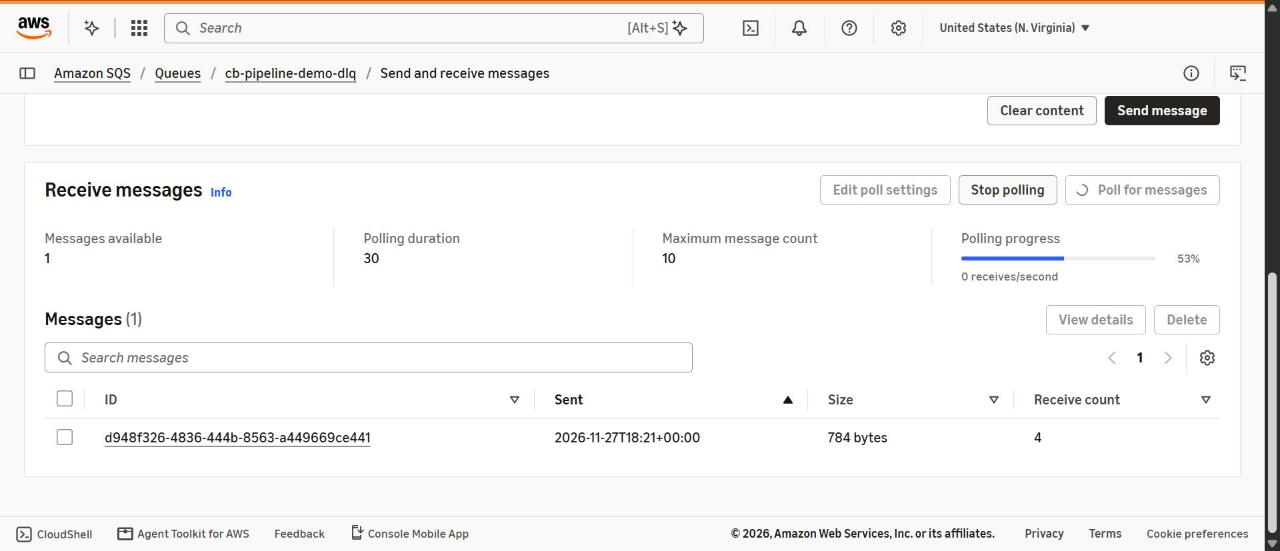 aws
Search [Alt+S]
United States (N. Virginia)
Amazon SQS / Queues / cb-pipeline-demo-dlq / Send and receive messages
Clear content Send message
Receive messages Info Edit poll settings Stop polling Poll for messages
Messages available Polling duration Maximum message count Polling progress
1 30 10 53%
0 receives/second
Messages (1) View details Delete
Search messages 1
ID Sent Size Receive count
d948f326-4836-444b-8563-a449669ce441 2026-11-27T18:21+00:00 784 bytes 4
CloudShell Agent Toolkit for AWS Feedback Console Mobile App © 2026, Amazon Web Services, Inc. or its affiliates. Privacy Terms Cookie preferences